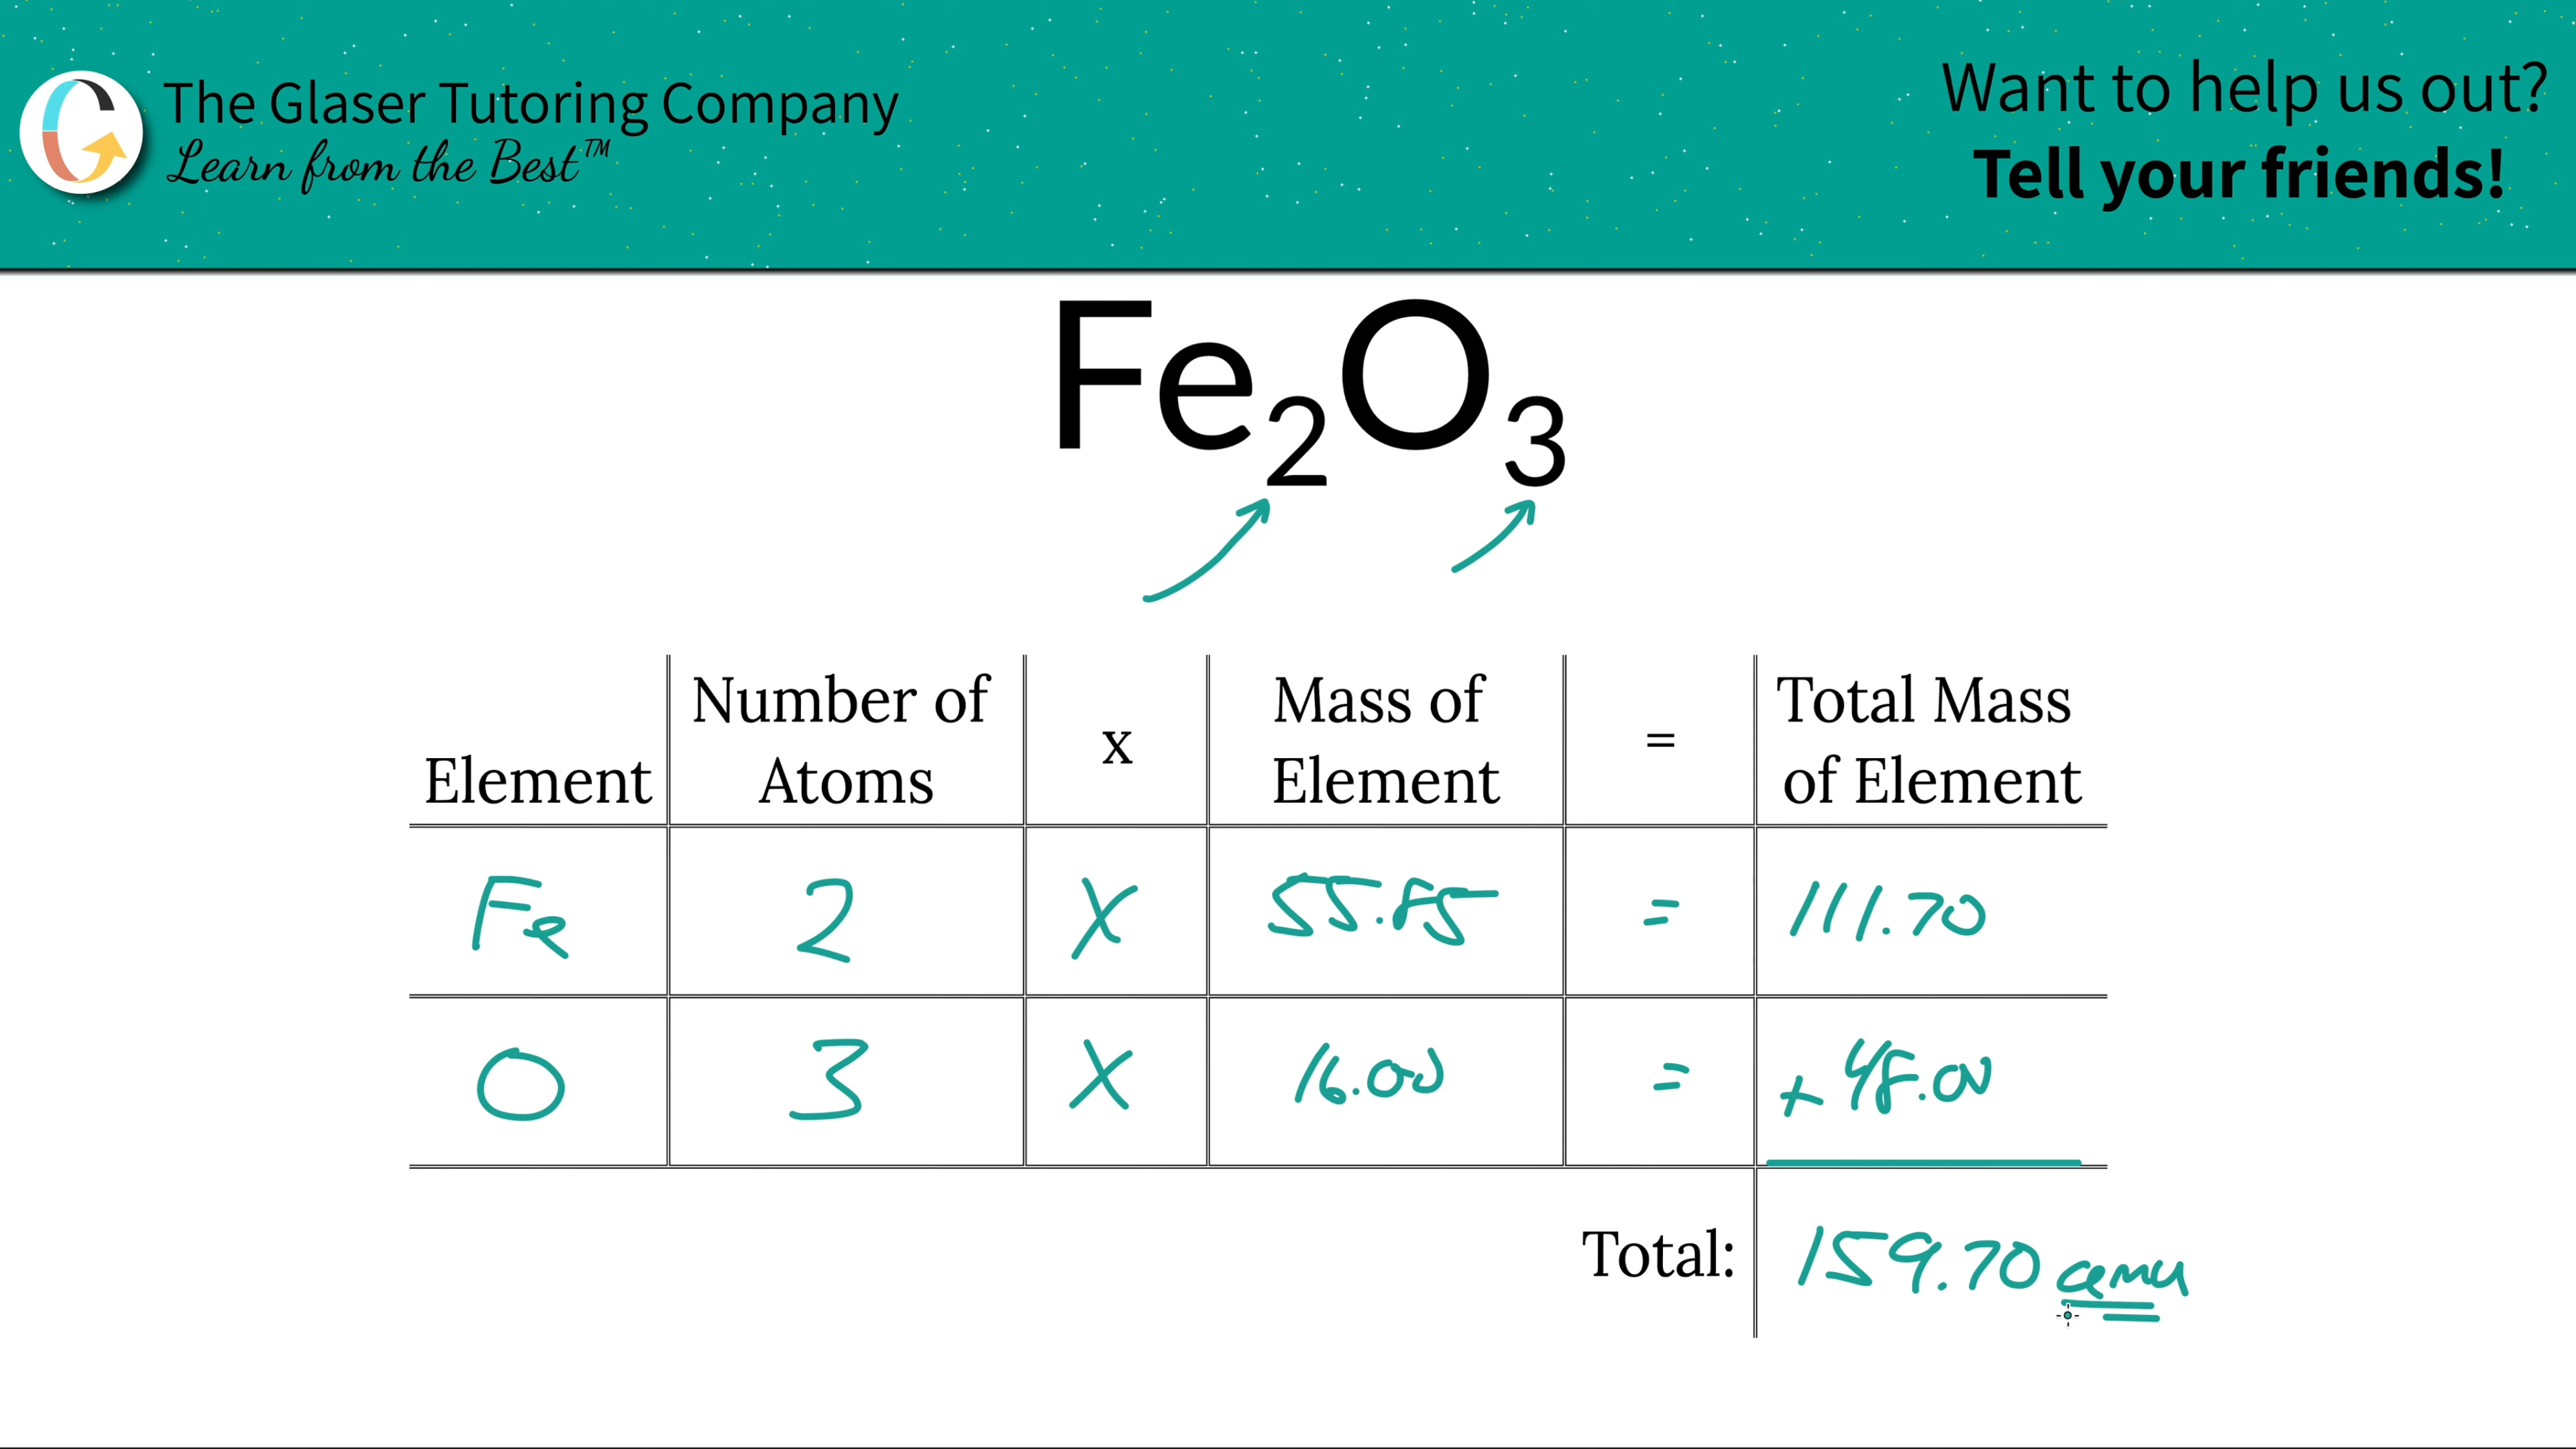 The Glaser Tutoring Company
Learn from the Best™
Want to help us out?
Tell your friends!
Fe₂O₃
Element Number of Atoms x Mass of Element = Total Mass of Element
Fe 2 X 55.85 = 111.70
O 3 X 16.00 = + 48.00
Total: 159.70 amu